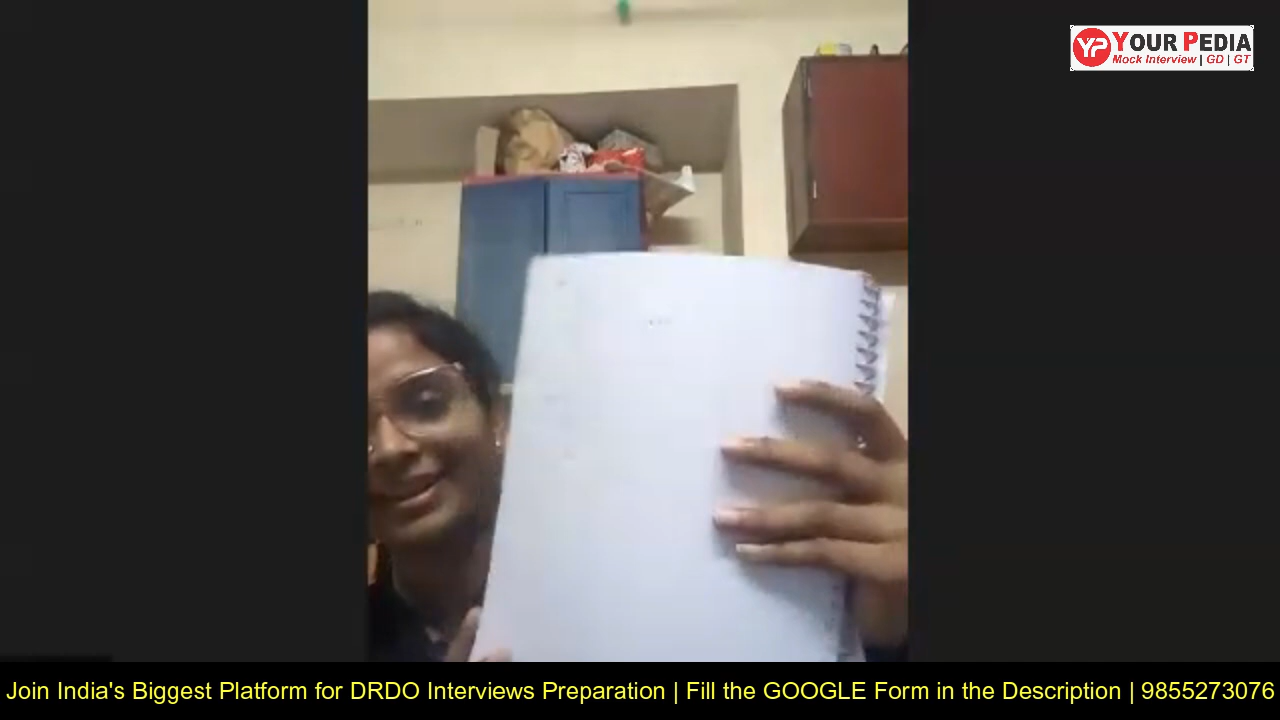 YP YOUR PEDIA
Mock Interview | GD | GT
Join India's Biggest Platform for DRDO Interviews Preparation | Fill the GOOGLE Form in the Description | 9855273076